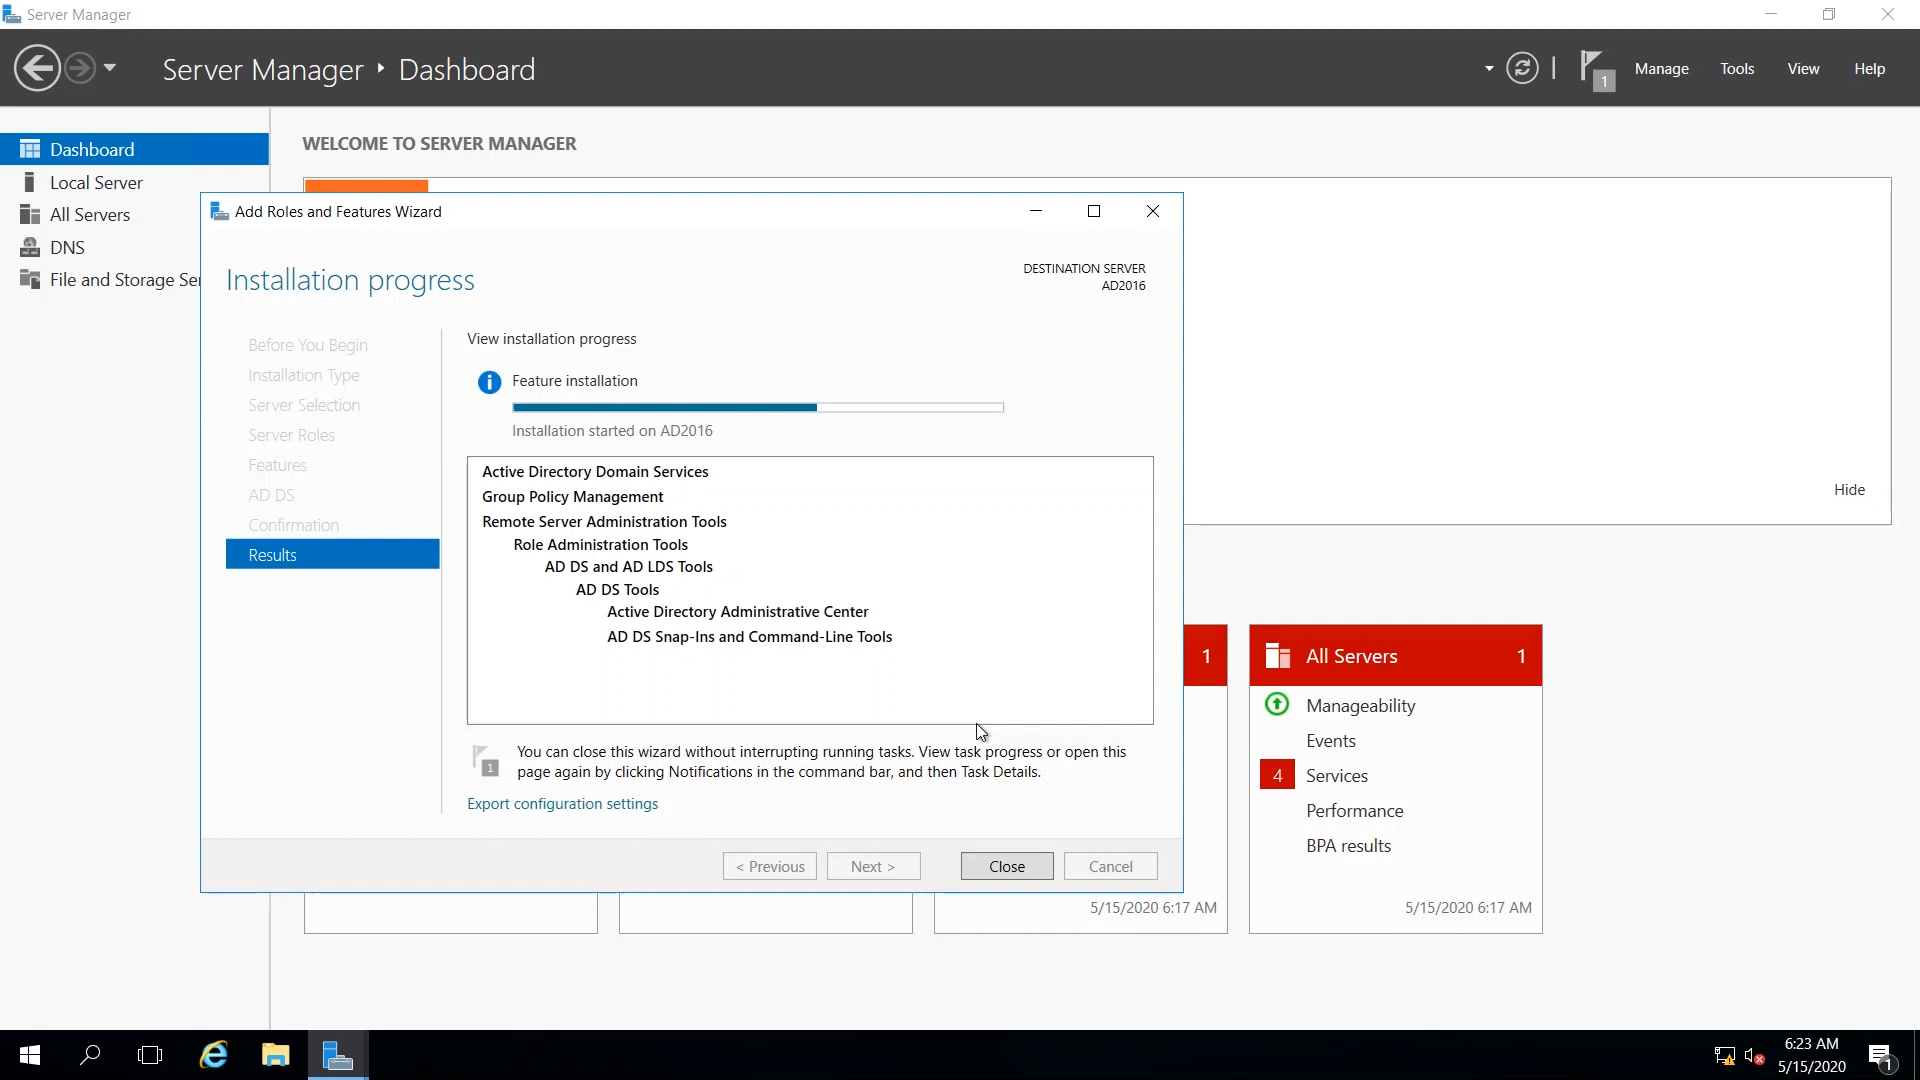 Server Manager
Server Manager ‣ Dashboard
1
Manage
Tools
View
Help
Dashboard
Local Server
All Servers
DNS
File and Storage Ser
WELCOME TO SERVER MANAGER
Hide
Add Roles and Features Wizard
Installation progress
DESTINATION SERVER
AD2016
Before You Begin
Installation Type
Server Selection
Server Roles
Features
AD DS
Confirmation
Results
View installation progress
Feature installation
Installation started on AD2016
Active Directory Domain Services
Group Policy Management
Remote Server Administration Tools
Role Administration Tools
AD DS and AD LDS Tools
AD DS Tools
Active Directory Administrative Center
AD DS Snap-Ins and Command-Line Tools
1
You can close this wizard without interrupting running tasks. View task progress or open this
page again by clicking Notifications in the command bar, and then Task Details.
Export configuration settings
< Previous
Next >
Close
Cancel
1
5/15/2020 6:17 AM
All Servers 1
Manageability
Events
4 Services
Performance
BPA results
5/15/2020 6:17 AM
6:23 AM
5/15/2020
1